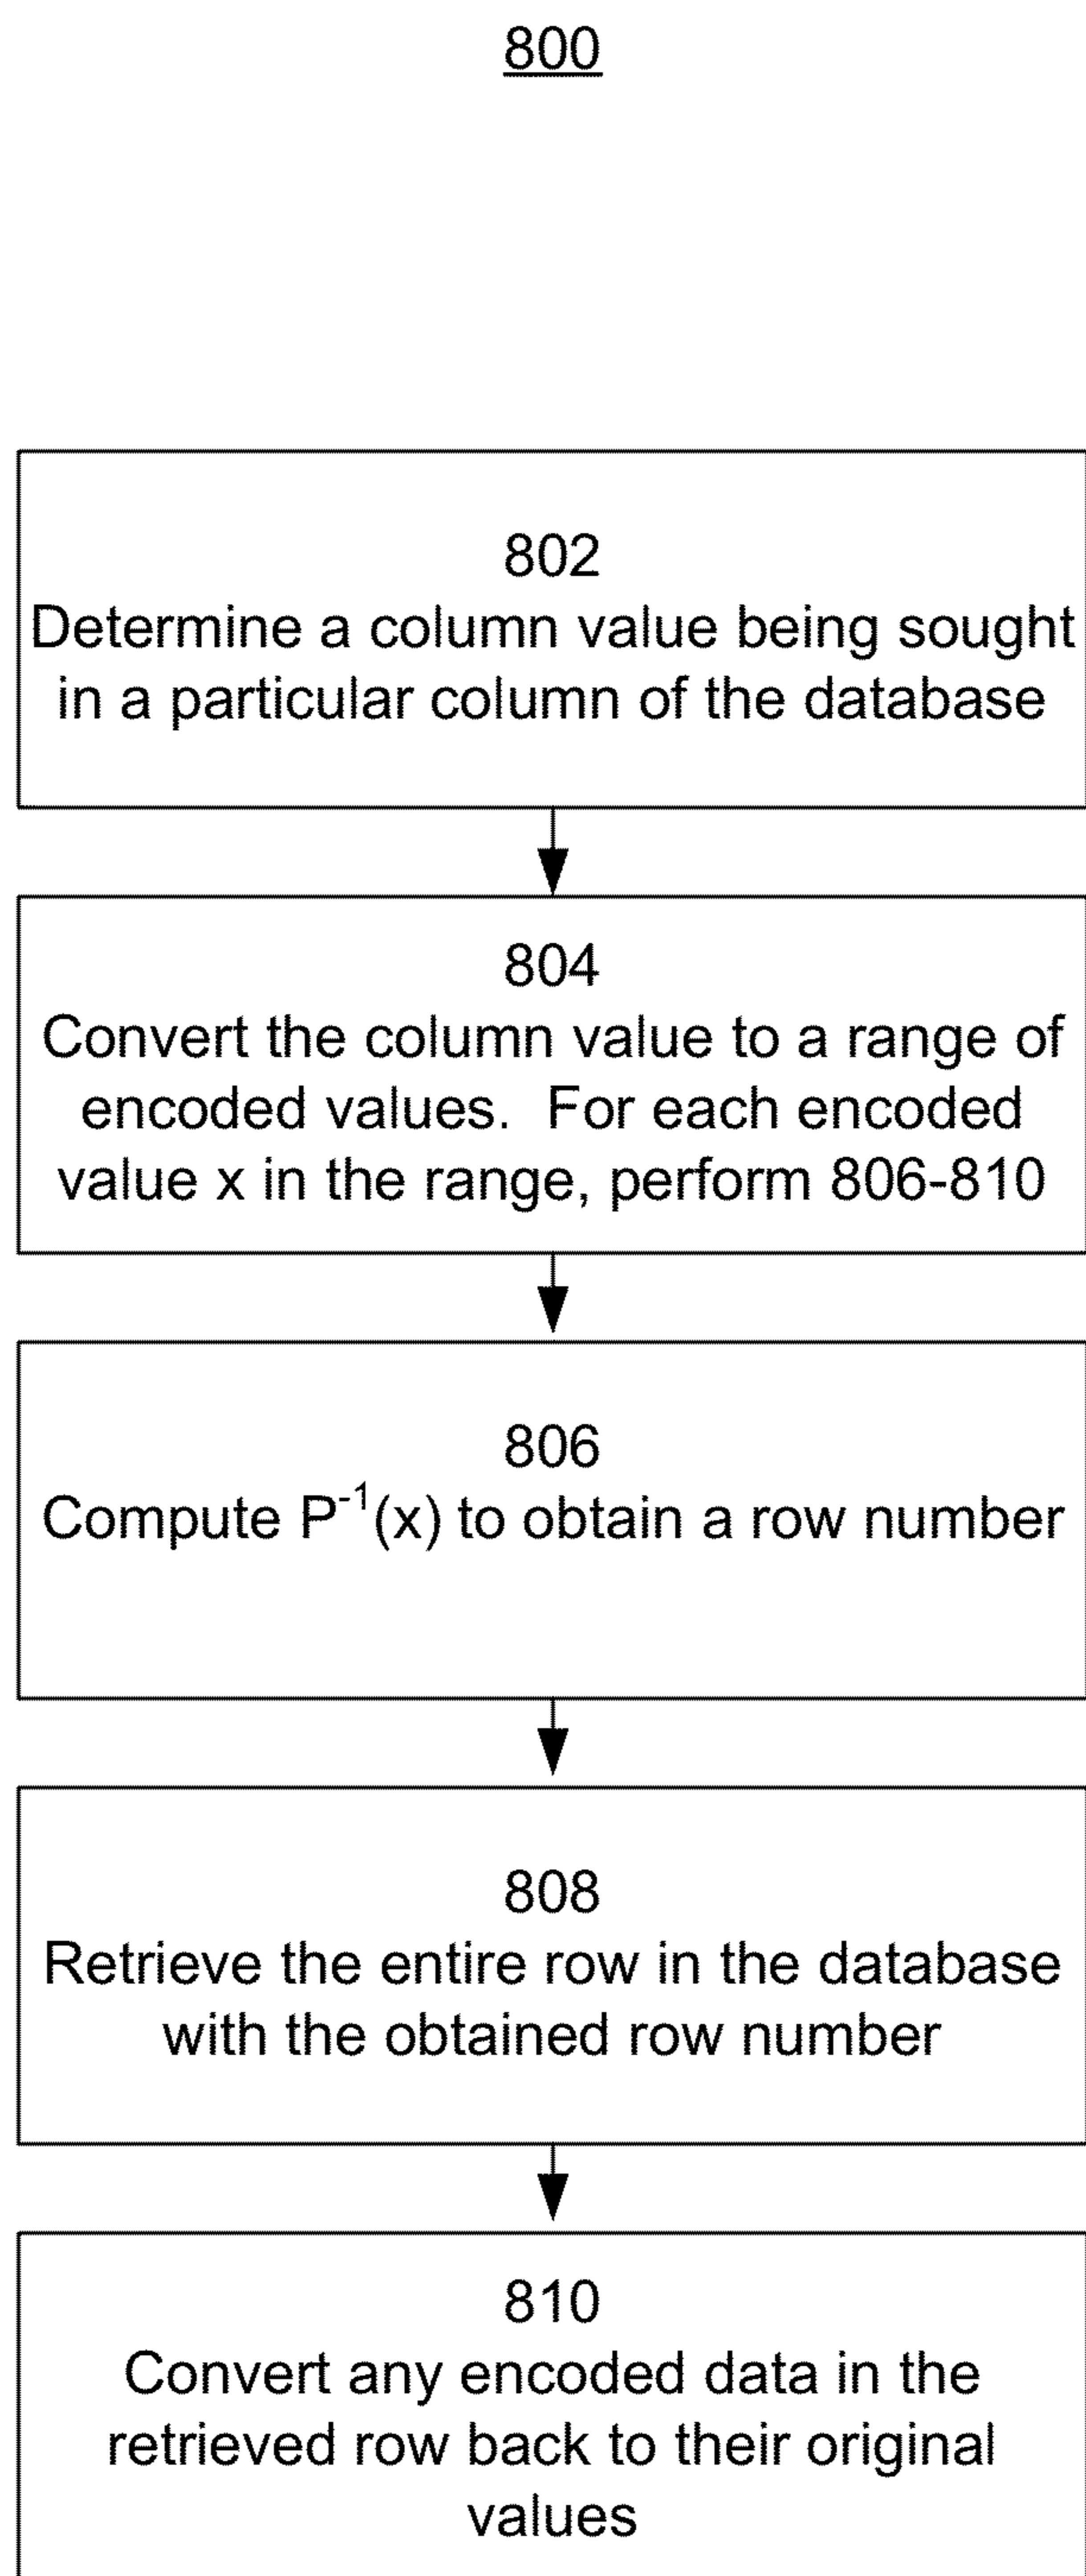 800
802
Determine a column value being sought
in a particular column of the database
804
Convert the column value to a range of
encoded values.  For each encoded
value x in the range, perform 806-810
806
Compute P⁻¹(x) to obtain a row number
808
Retrieve the entire row in the database
with the obtained row number
810
Convert any encoded data in the
retrieved row back to their original
values